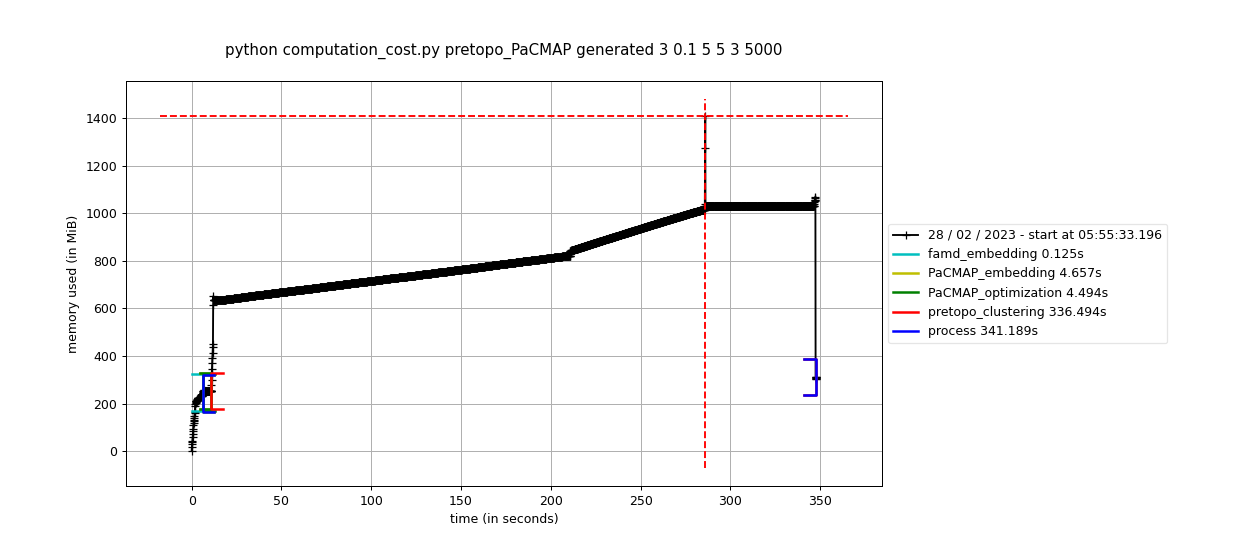 python computation_cost.py pretopo_PaCMAP generated 3 0.1 5 5 3 5000
memory used (in MiB)
1400
1200
1000
800
600
400
200
0
0 50 100 150 200 250 300 350
time (in seconds)
28 / 02 / 2023 - start at 05:55:33.196
famd_embedding 0.125s
PaCMAP_embedding 4.657s
PaCMAP_optimization 4.494s
pretopo_clustering 336.494s
process 341.189s